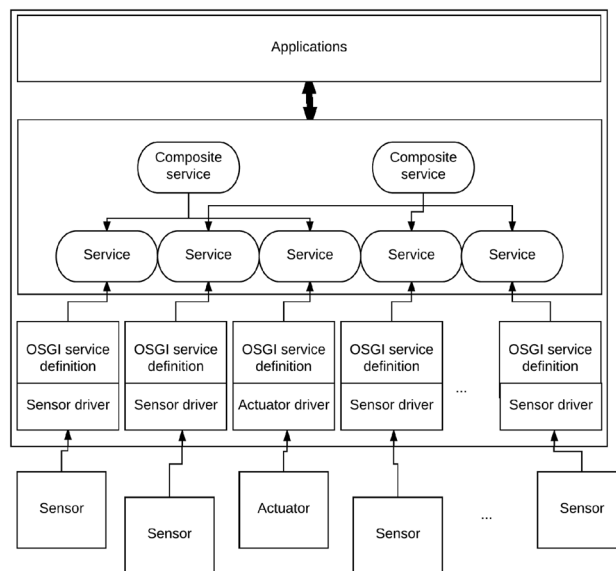 Applications
Composite
service
Composite
service
Service
Service
Service
Service
Service
OSGI service
definition
OSGI service
definition
OSGI service
definition
OSGI service
definition
OSGI service
definition
Sensor driver
Sensor driver
Actuator driver
Sensor driver
...
Sensor driver
Sensor
Sensor
Actuator
Sensor
...
Sensor